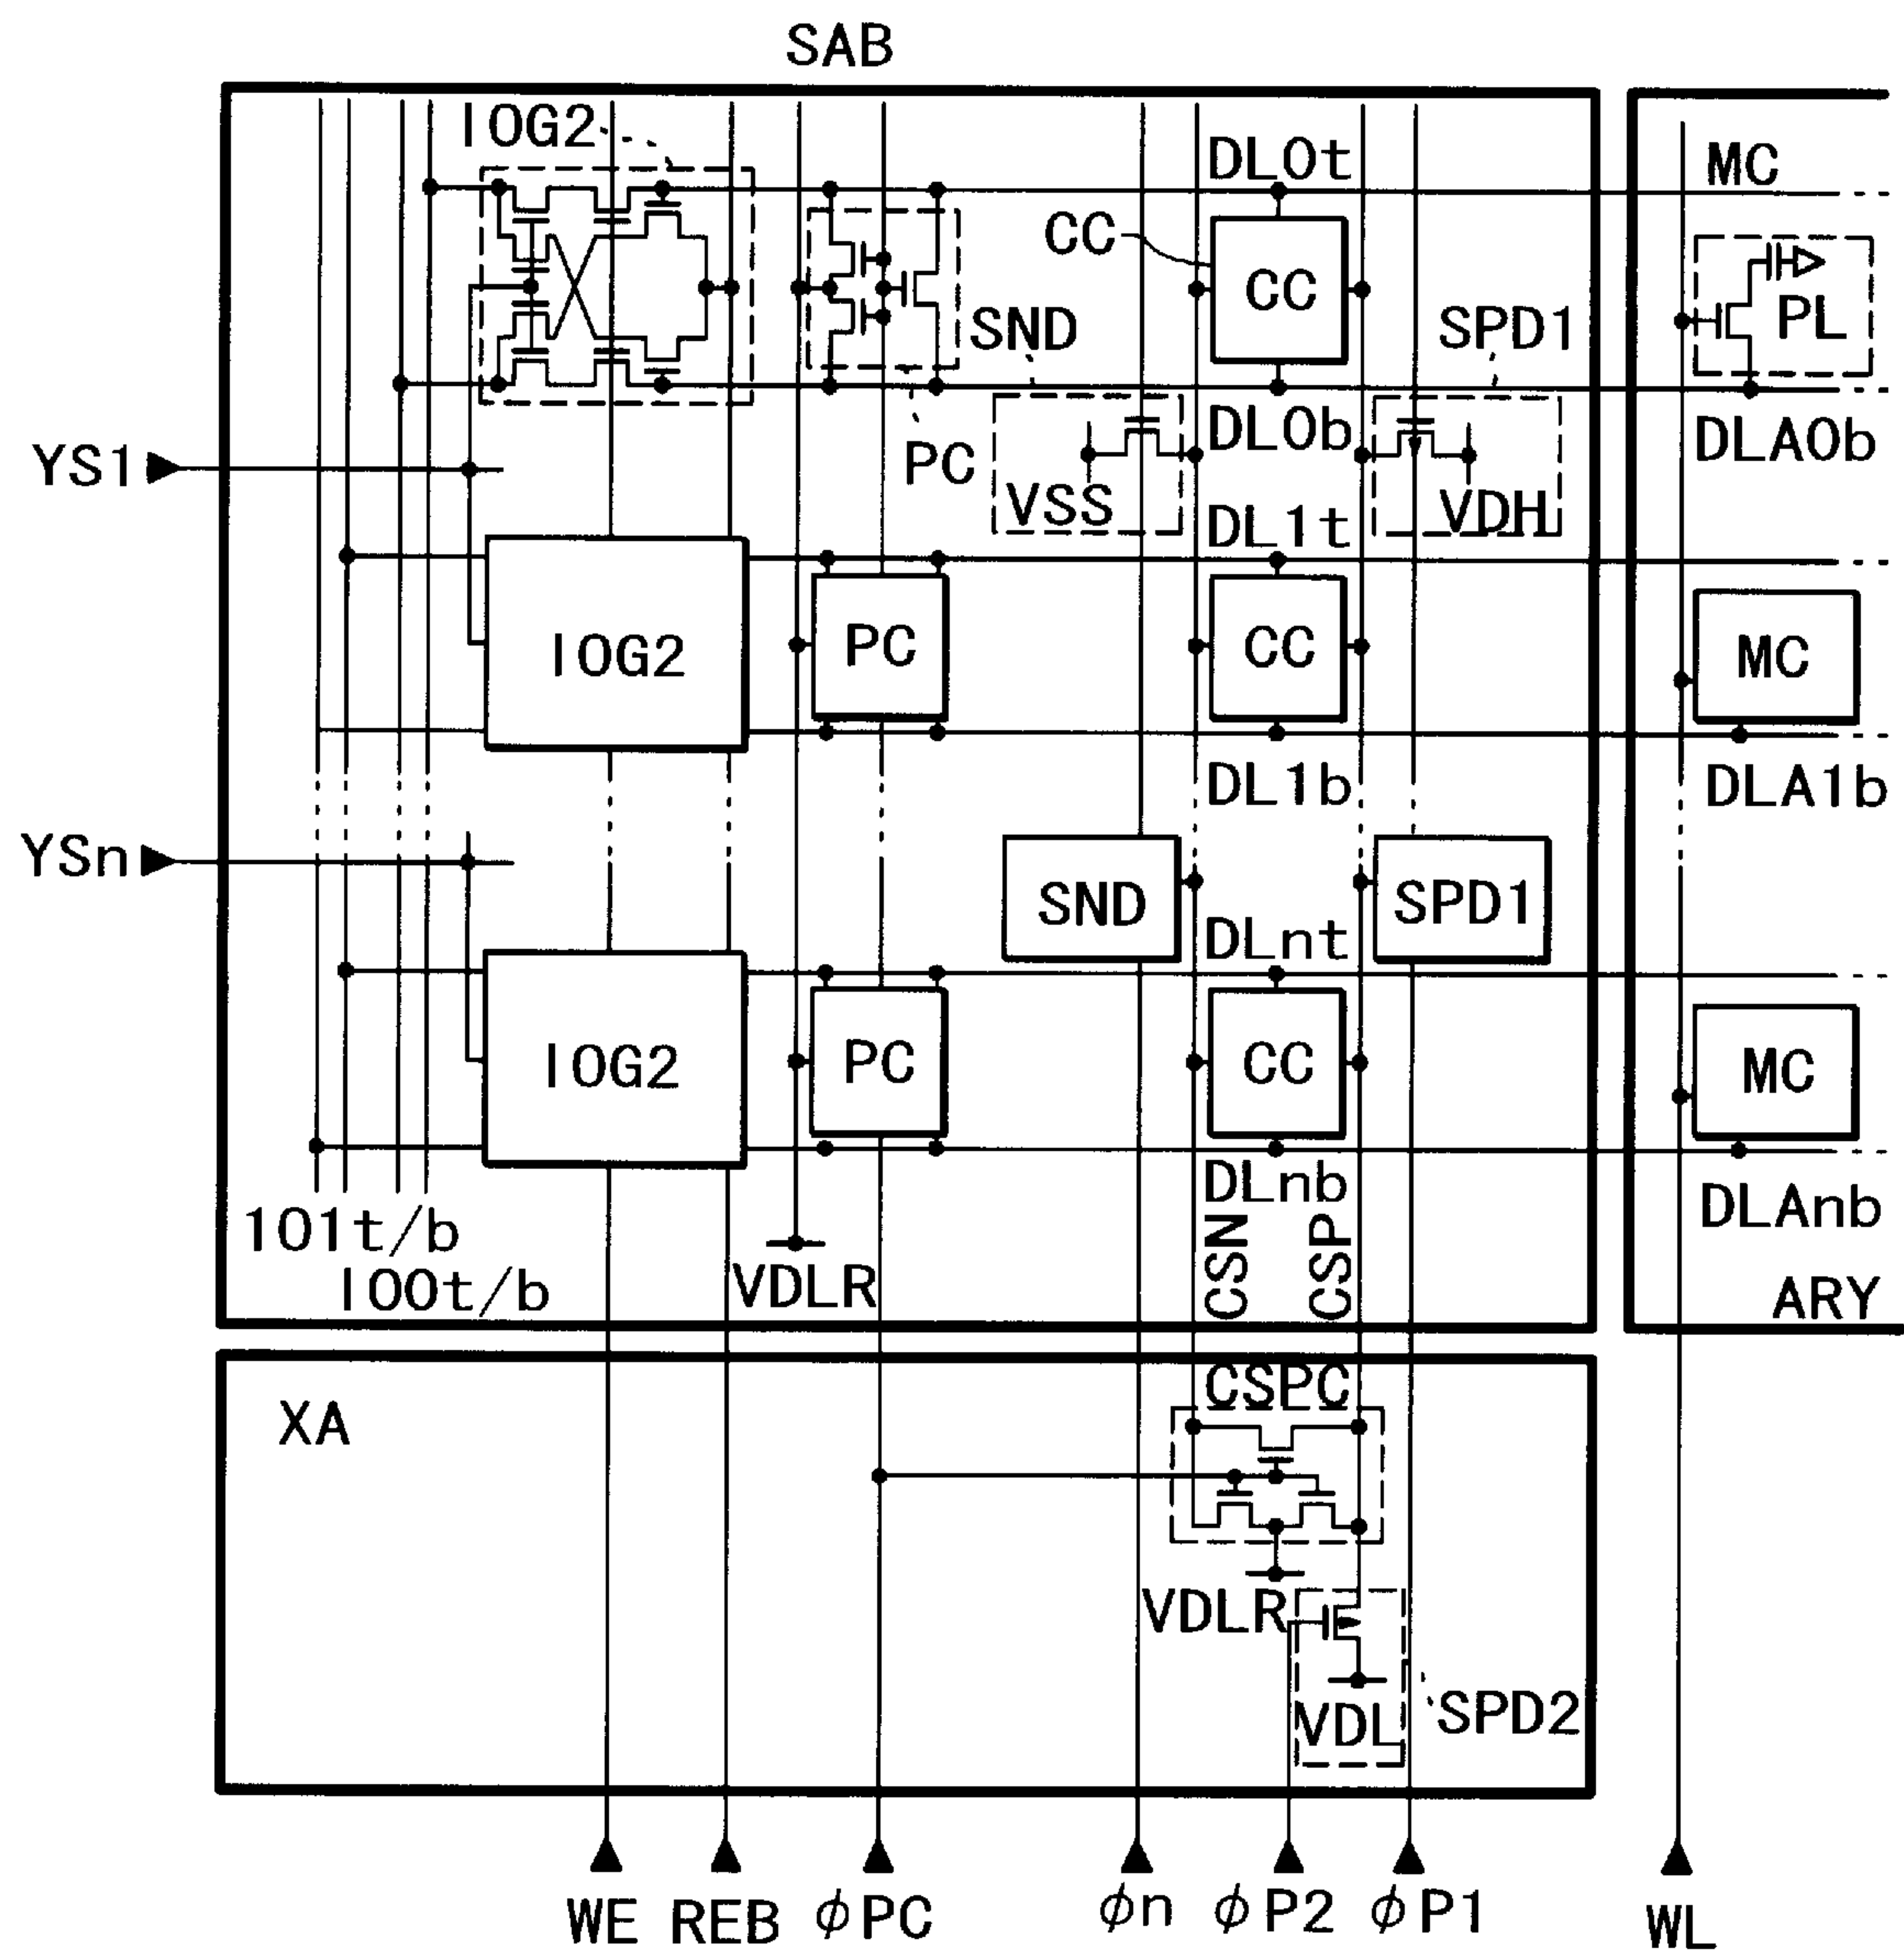 SAB
IOG2
DL0t
MC
CC
CC
SND
SPD1
PL
PC
DL0b
DLA0b
YS1
VSS
VDH
DL1t
IOG2
PC
CC
MC
DL1b
DLA1b
YSn
SND
SPD1
DLnt
IOG2
PC
CC
MC
DLnb
DLAnb
IO1t/b
IO0t/b
VDLR
CSN
CSP
ARY
XA
CSPC
VDLR
VDL
SPD2
WE
REB
ϕPC
ϕn
ϕP2
ϕP1
WL